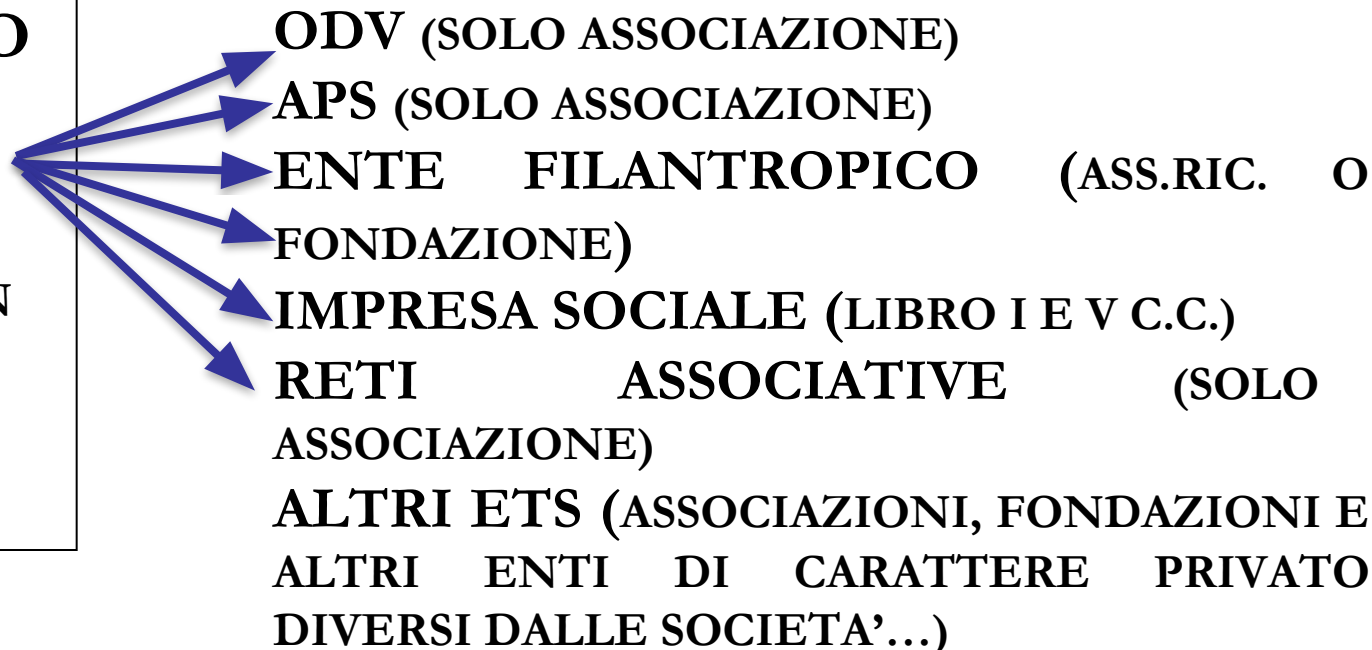 O
ODV (SOLO ASSOCIAZIONE)
APS (SOLO ASSOCIAZIONE)
ENTE FILANTROPICO (ASS.RIC. O
FONDAZIONE)
N
IMPRESA SOCIALE (LIBRO I E V C.C.)
RETI ASSOCIATIVE (SOLO
ASSOCIAZIONE)
ALTRI ETS (ASSOCIAZIONI, FONDAZIONI E
ALTRI ENTI DI CARATTERE PRIVATO
DIVERSI DALLE SOCIETA’…)